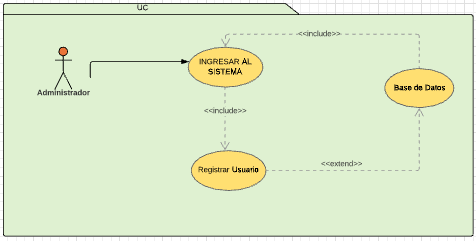 UC
<<include>>
INGRESAR AL
SISTEMA
Base de Datos
Administrador
<<include>>
Registrar Usuario
<<extend>>